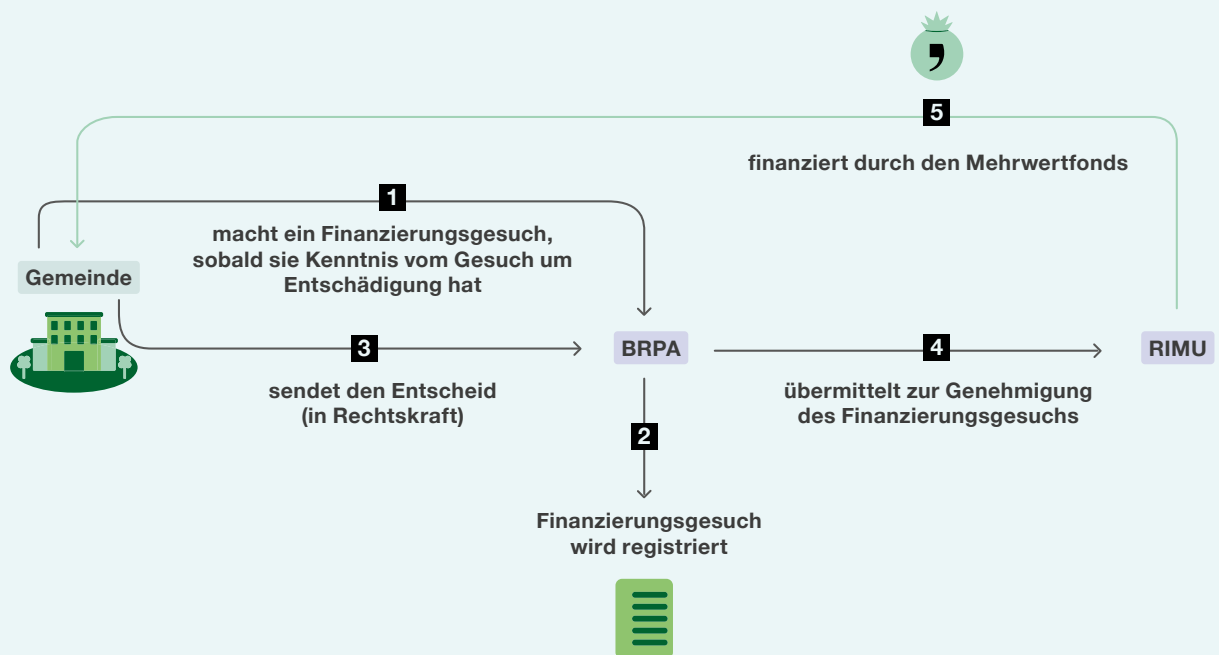 5
finanziert durch den Mehrwertfonds
1
macht ein Finanzierungsgesuch,
sobald sie Kenntnis vom Gesuch um
Entschädigung hat
Gemeinde
3
sendet den Entscheid
(in Rechtskraft)
BRPA
4
übermittelt zur Genehmigung
des Finanzierungsgesuchs
RIMU
2
Finanzierungsgesuch
wird registriert